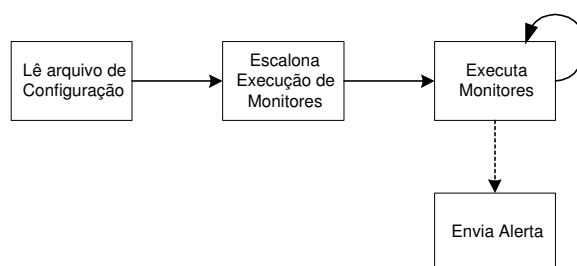 Lê arquivo de
Configuração
Escalona
Execução de
Monitores
Executa
Monitores
Envia Alerta